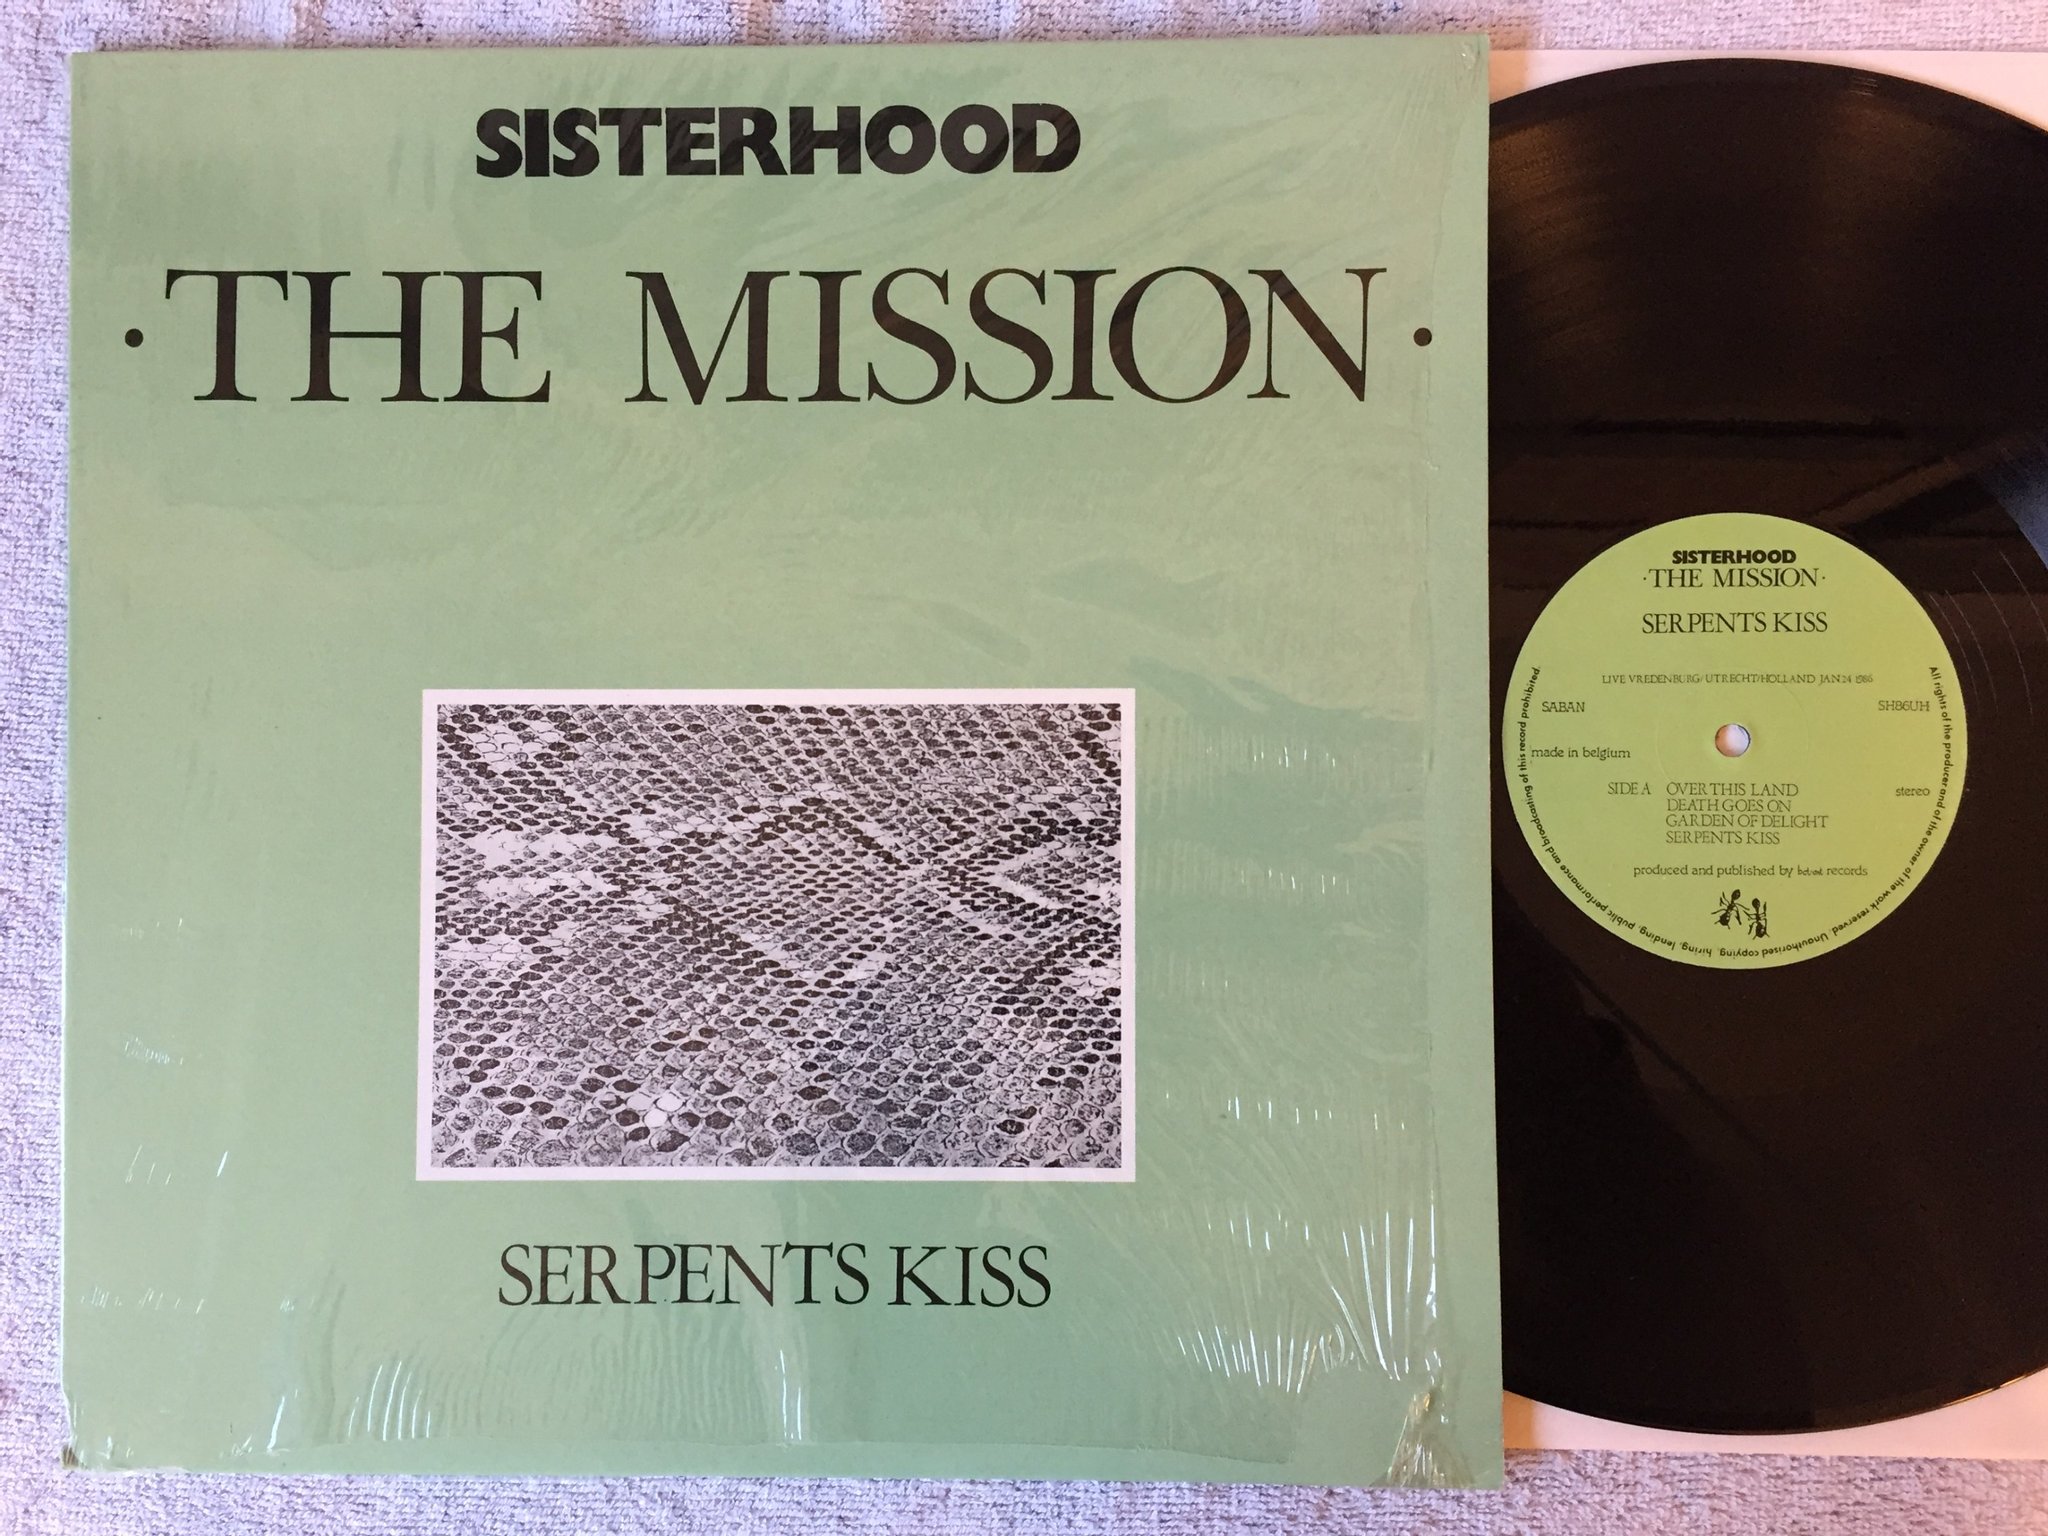 SISTERHOOD
·THE MISSION·
SERPENTS KISS
SISTERHOOD
·THE MISSION·
SERPENTS KISS
LIVE VREDENBURG/UTRECHT/HOLLAND JAN.24 1986
SABAN
SH86UH
made in belgium
SIDE A OVER THIS LAND
stereo
DEATH GOES ON
GARDEN OF DELIGHT
SERPENTS KISS
produced and published by records
All rights of the producer and of the owner of the work reserved. Unauthorised copying, hiring, lending, public performance and broadcasting of this record prohibited.